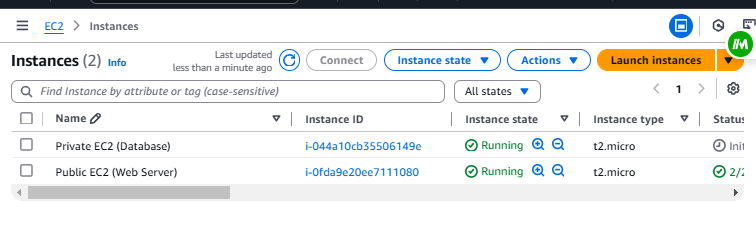 EC2 > Instances
Instances (2) Info
Last updated
less than a minute ago
Connect
Instance state
Actions
Launch instances
Find Instance by attribute or tag (case-sensitive)
All states
1
Name Instance ID Instance state Instance type Status
Private EC2 (Database) i-044a10cb35506149e Running t2.micro Init
Public EC2 (Web Server) i-0fda9e20ee7111080 Running t2.micro 2/2